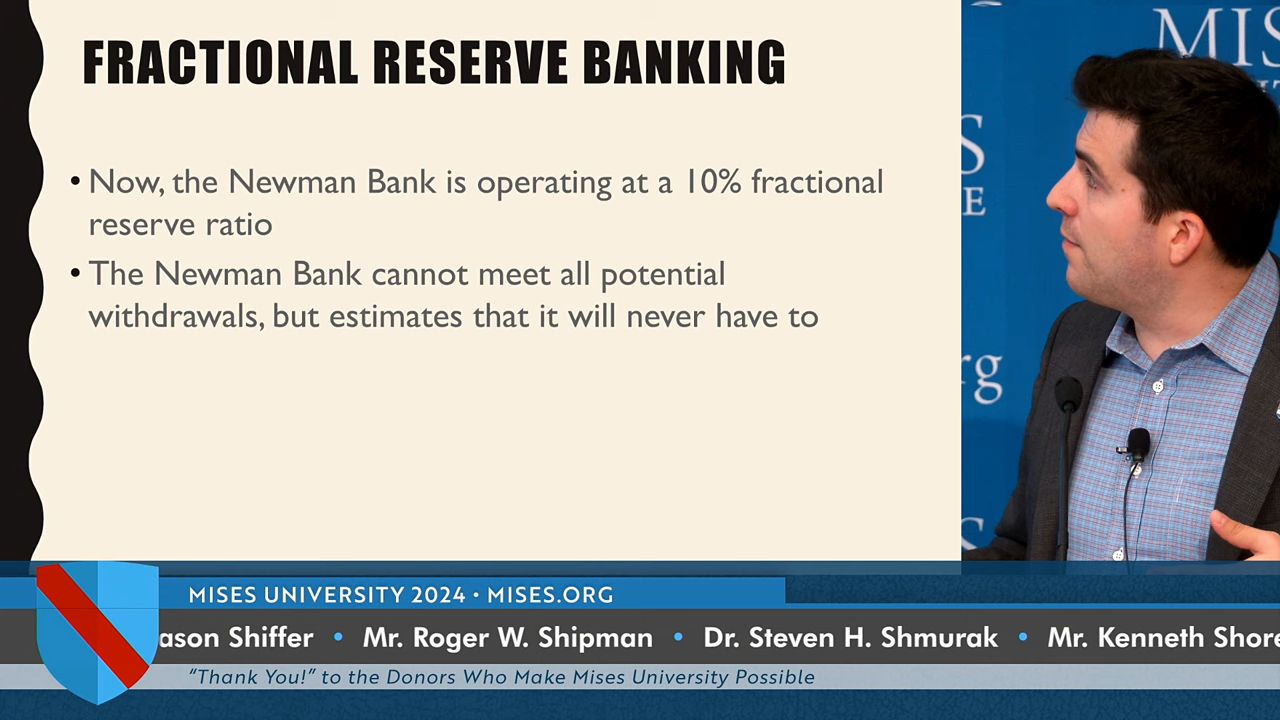 FRACTIONAL RESERVE BANKING
• Now, the Newman Bank is operating at a 10% fractional
reserve ratio
• The Newman Bank cannot meet all potential
withdrawals, but estimates that it will never have to
MIS
S
E
rg
S
MISES UNIVERSITY 2024 • MISES.ORG
ason Shiffer • Mr. Roger W. Shipman • Dr. Steven H. Shmurak • Mr. Kenneth Shore
“Thank You!” to the Donors Who Make Mises University Possible